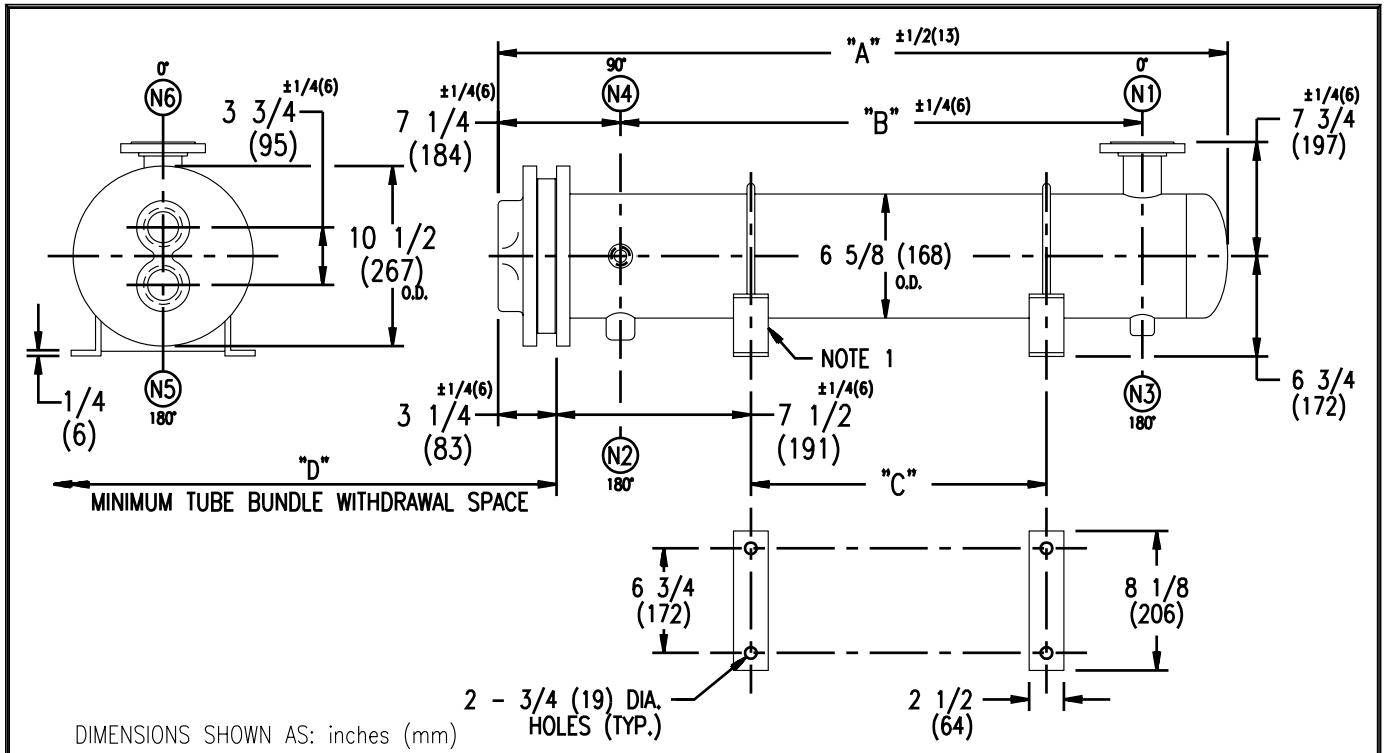 "A" ±1/2(13)
0°
N6
3 3/4 ±1/4(6)
(95)
7 1/4 ±1/4(6)
(184)
90°
N4
"B" ±1/4(6)
0°
N1
7 3/4 ±1/4(6)
(197)
10 1/2
(267)
O.D.
6 5/8 (168)
O.D.
NOTE 1
1/4
(6)
N5
180°
3 1/4 ±1/4(6)
(83)
7 1/2 ±1/4(6)
(191)
N2
180°
N3
180°
6 3/4
(172)
"D"
MINIMUM TUBE BUNDLE WITHDRAWAL SPACE
"C"
6 3/4
(172)
8 1/8
(206)
2 - 3/4 (19) DIA.
HOLES (TYP.)
2 1/2
(64)
DIMENSIONS SHOWN AS: inches (mm)